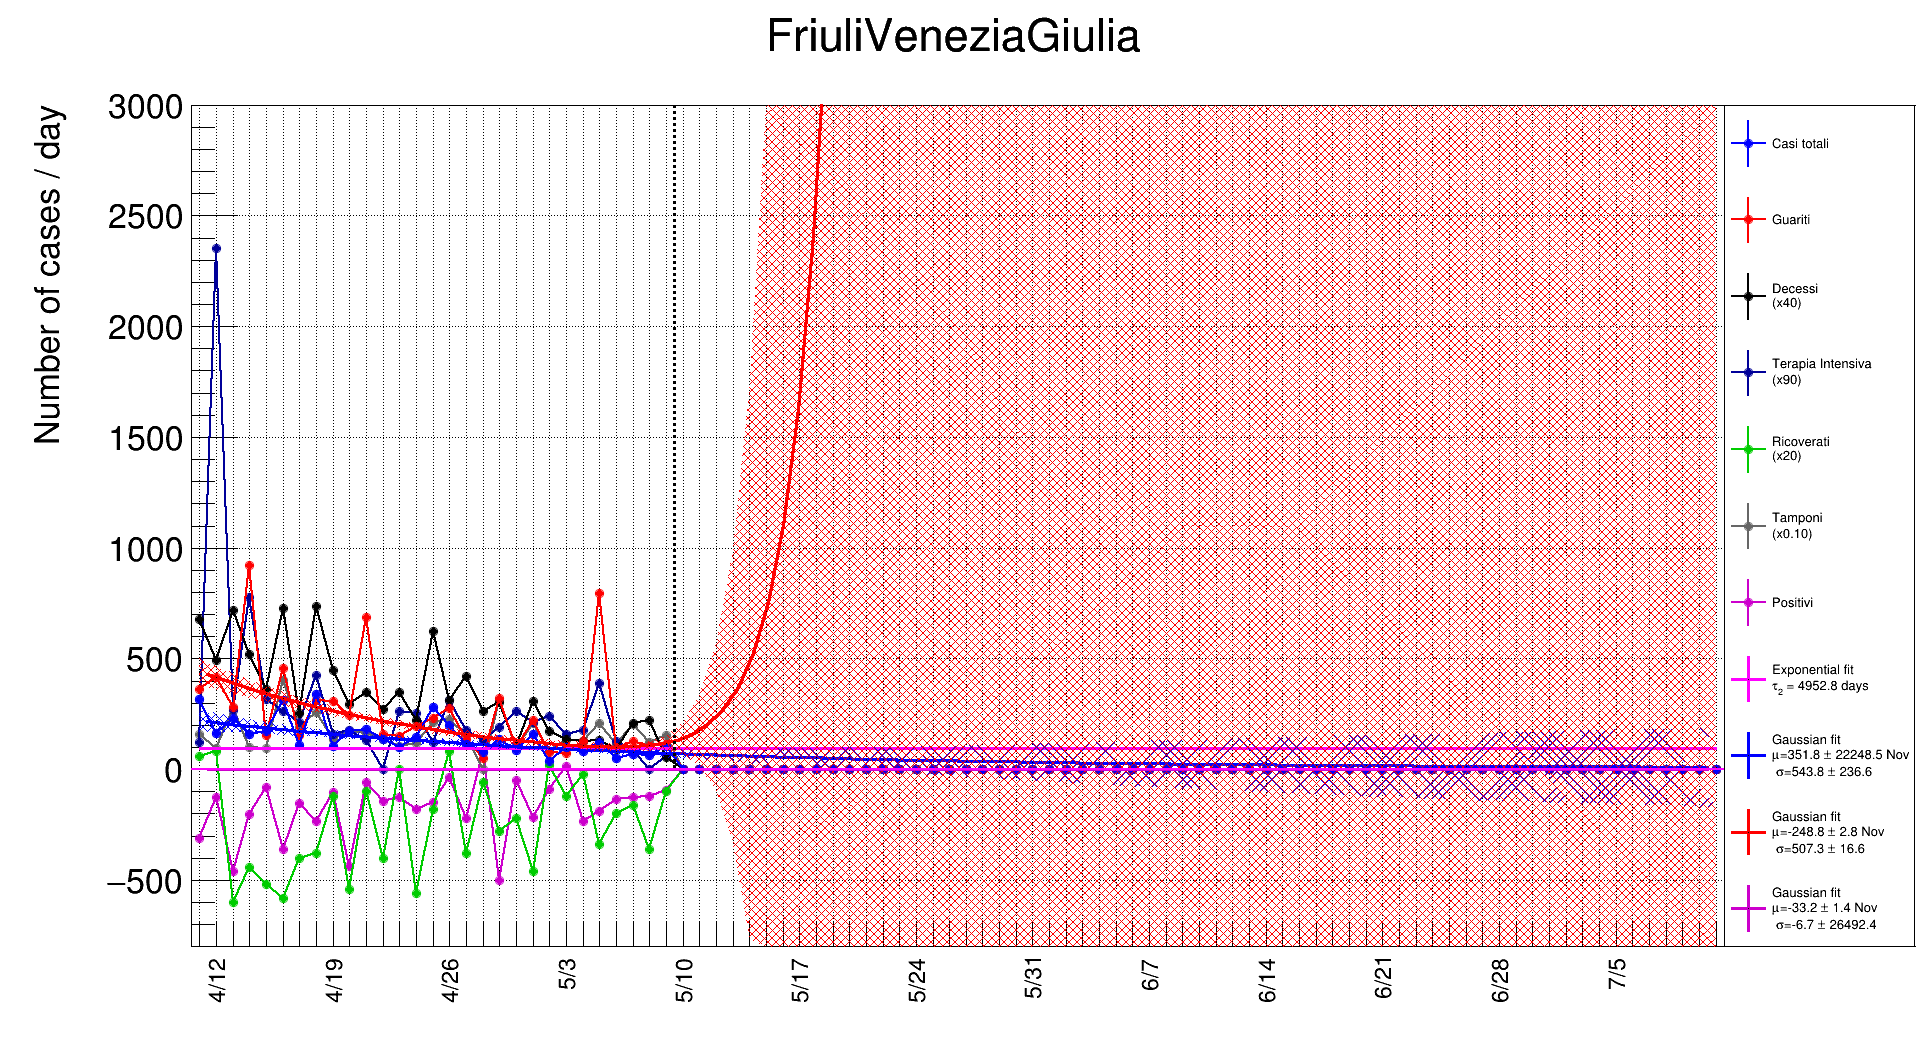 FriuliVeneziaGiulia
Number of cases / day
3000
2500
2000
1500
1000
500
0
−500
4/12
4/19
4/26
5/3
5/10
5/17
5/24
5/31
6/7
6/14
6/21
6/28
7/5
Casi totali
Guariti
Decessi
(x40)
Terapia Intensiva
(x90)
Ricoverati
(x20)
Tamponi
(x0.10)
Positivi
Exponential fit
τ2 = 4952.8 days
Gaussian fit
μ=351.8 ± 22248.5 Nov
σ=543.8 ± 236.6
Gaussian fit
μ=-248.8 ± 2.8 Nov
σ=507.3 ± 16.6
Gaussian fit
μ=-33.2 ± 1.4 Nov
σ=-6.7 ± 26492.4